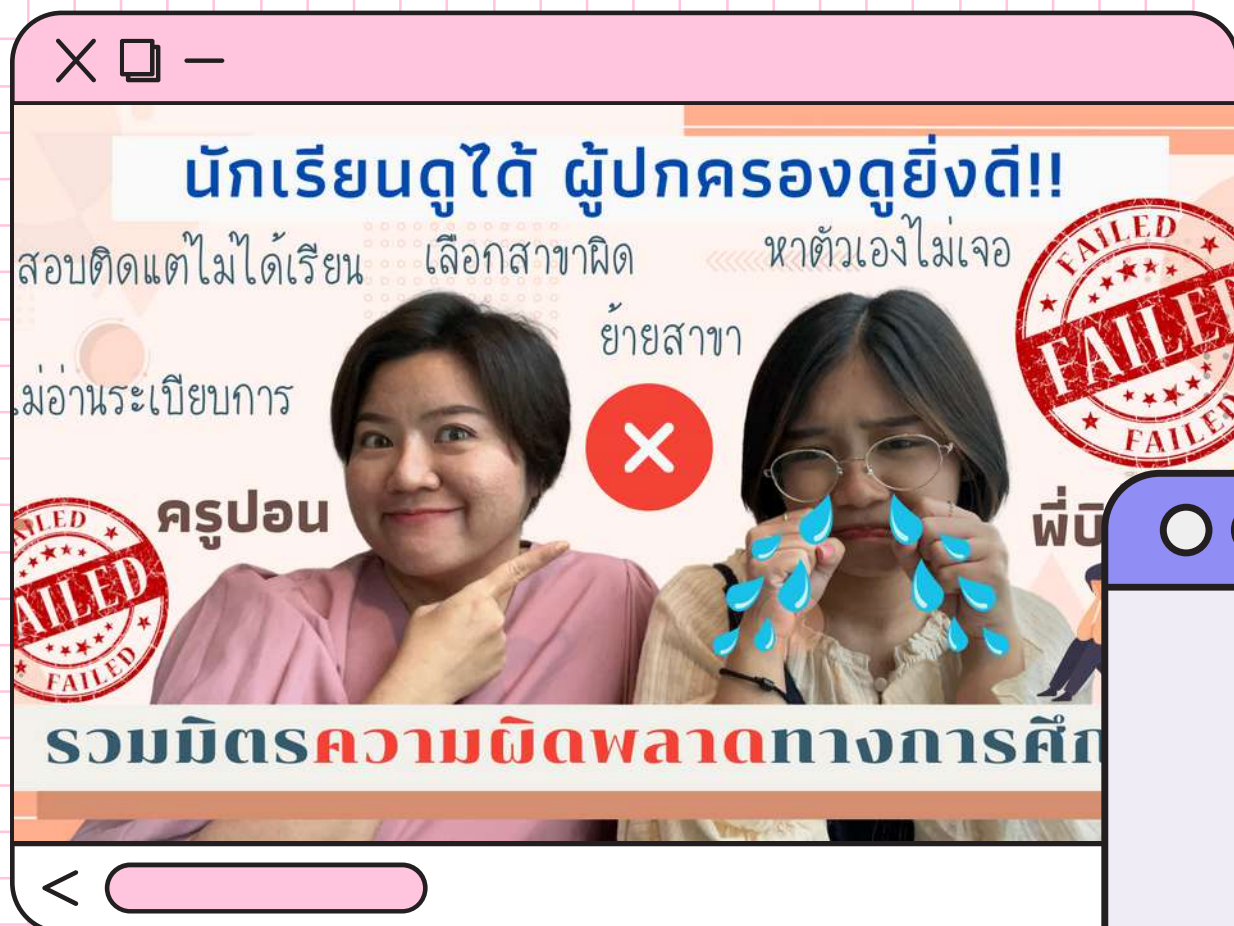 นักเรียนดูได้ ผู้ปกครองดูยิ่งดี!!
สอบติดแต่ไม่ได้เรียน
เลือกสาขาผิด
หาตัวเองไม่เจอ
ย้ายสาขา
ไม่อ่านระเบียบการ
ครูปอน
FAILED
FAILED
FAILED
FAILED
FAILED
FAILED
รวมมิตรความผิดพลาดทางการศึก